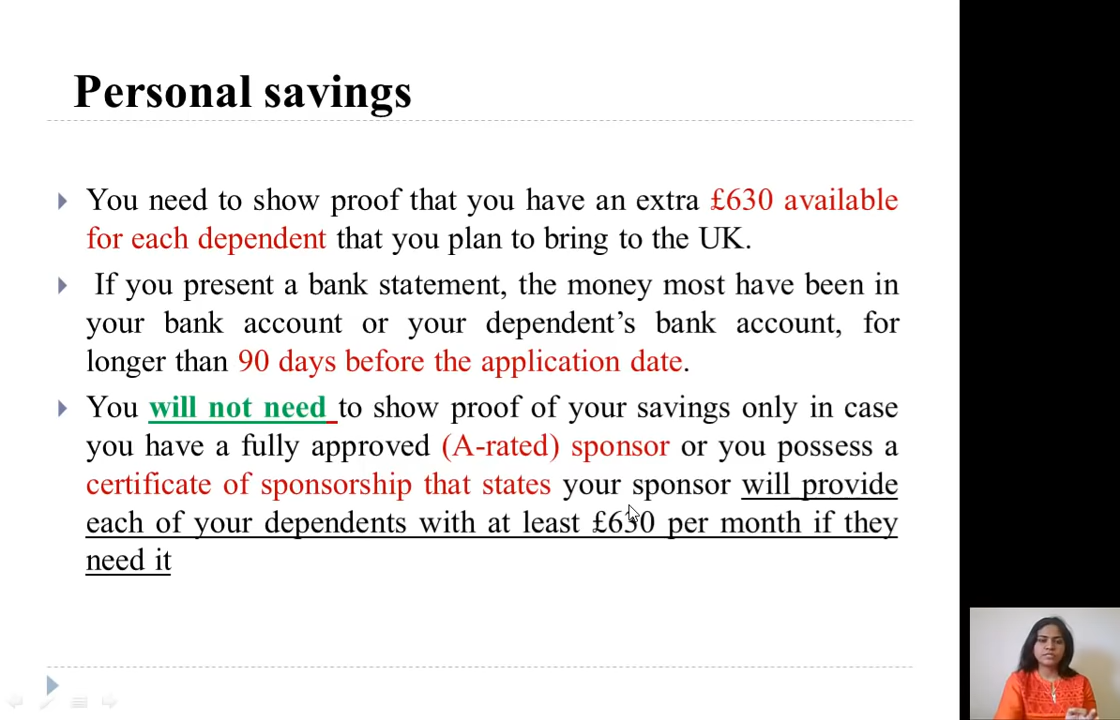 Personal savings
You need to show proof that you have an extra £630 available
for each dependent that you plan to bring to the UK.
If you present a bank statement, the money most have been in
your bank account or your dependent’s bank account, for
longer than 90 days before the application date.
You will not need to show proof of your savings only in case
you have a fully approved (A-rated) sponsor or you possess a
certificate of sponsorship that states your sponsor will provide
each of your dependents with at least £630 per month if they
need it